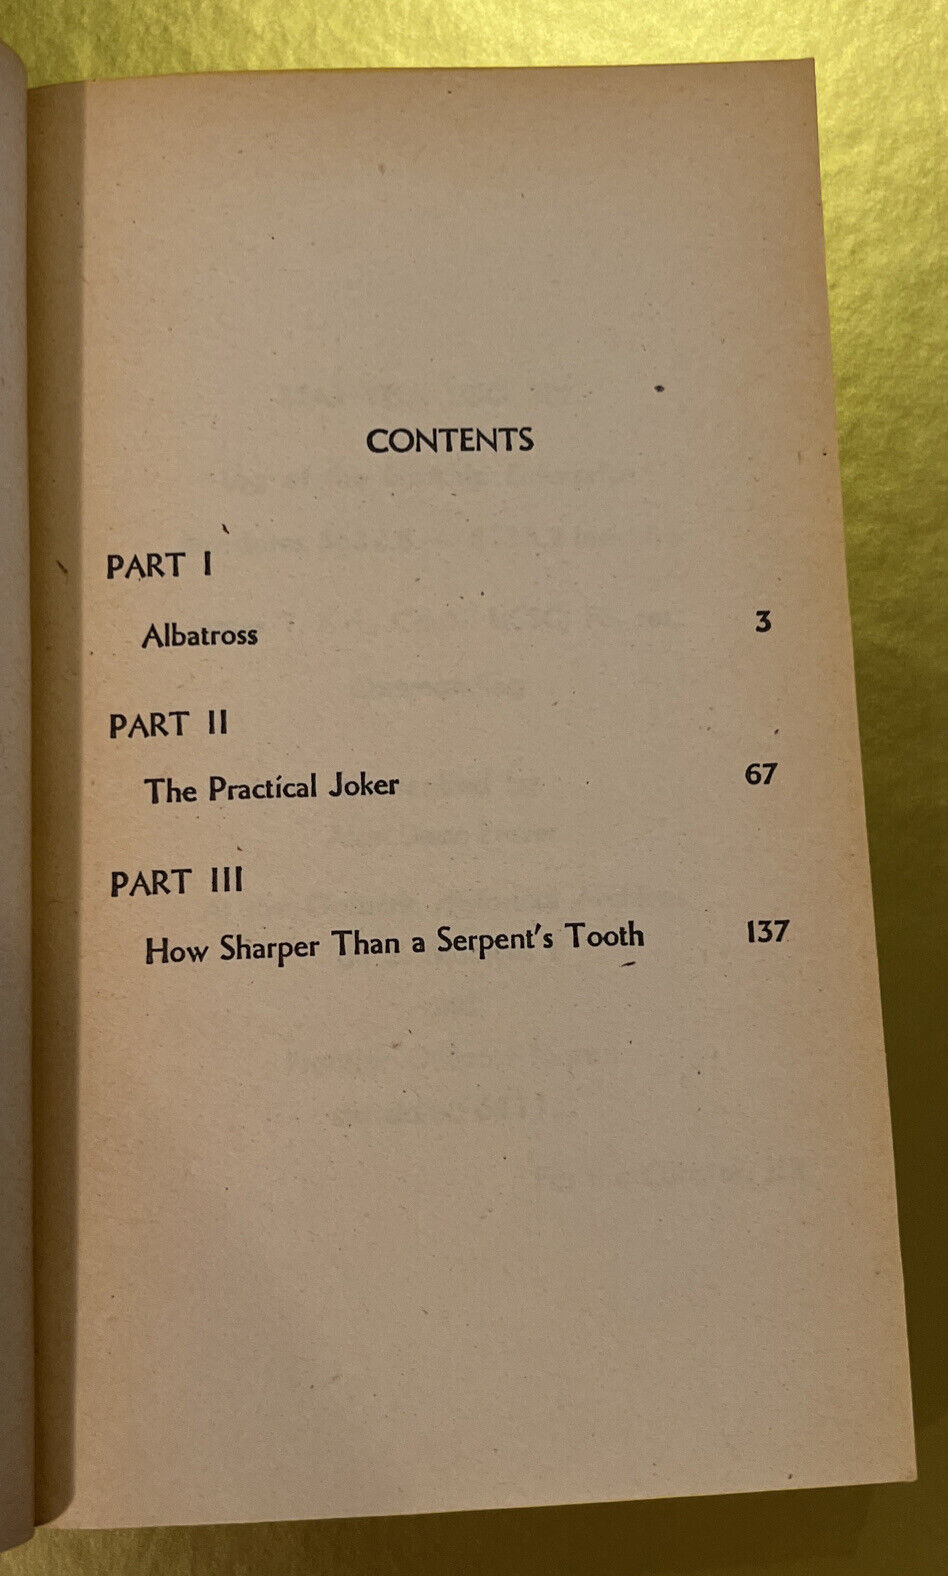 CONTENTS
PART I
Albatross 3
PART II
The Practical Joker 67
PART III
How Sharper Than a Serpent's Tooth 137